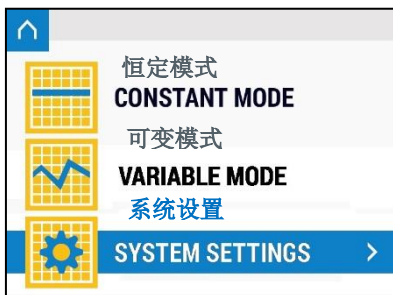 恒定模式
CONSTANT MODE
可变模式
VARIABLE MODE
系统设置
SYSTEM SETTINGS >